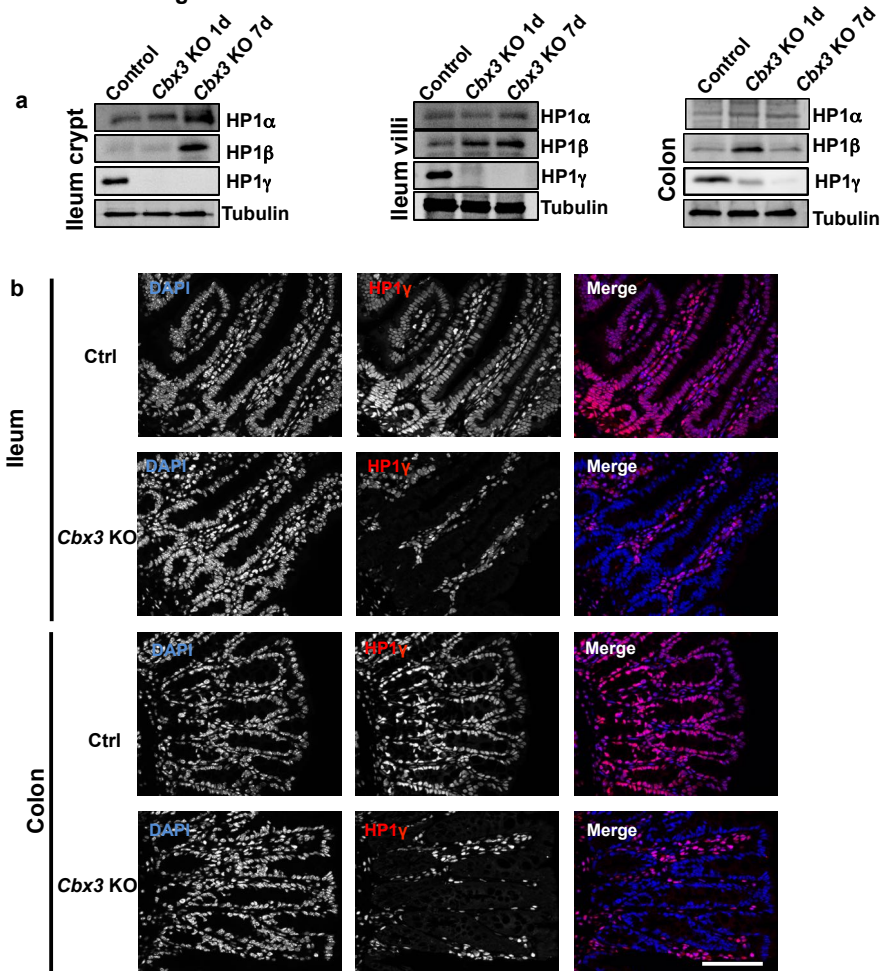 g
Control
Cbx3 KO 1d
Cbx3 KO 7d
Control
Cbx3 KO 1d
Cbx3 KO 7d
Control
Cbx3 KO 1d
Cbx3 KO 7d
a
Ileum crypt
HP1α
HP1β
HP1γ
Tubulin
Ileum villi
HP1α
HP1β
HP1γ
Tubulin
Colon
HP1α
HP1β
HP1γ
Tubulin
b
Ileum
Ctrl
DAPI
HP1γ
Merge
Cbx3 KO
DAPI
HP1γ
Merge
Colon
Ctrl
DAPI
HP1γ
Merge
Cbx3 KO
DAPI
HP1γ
Merge